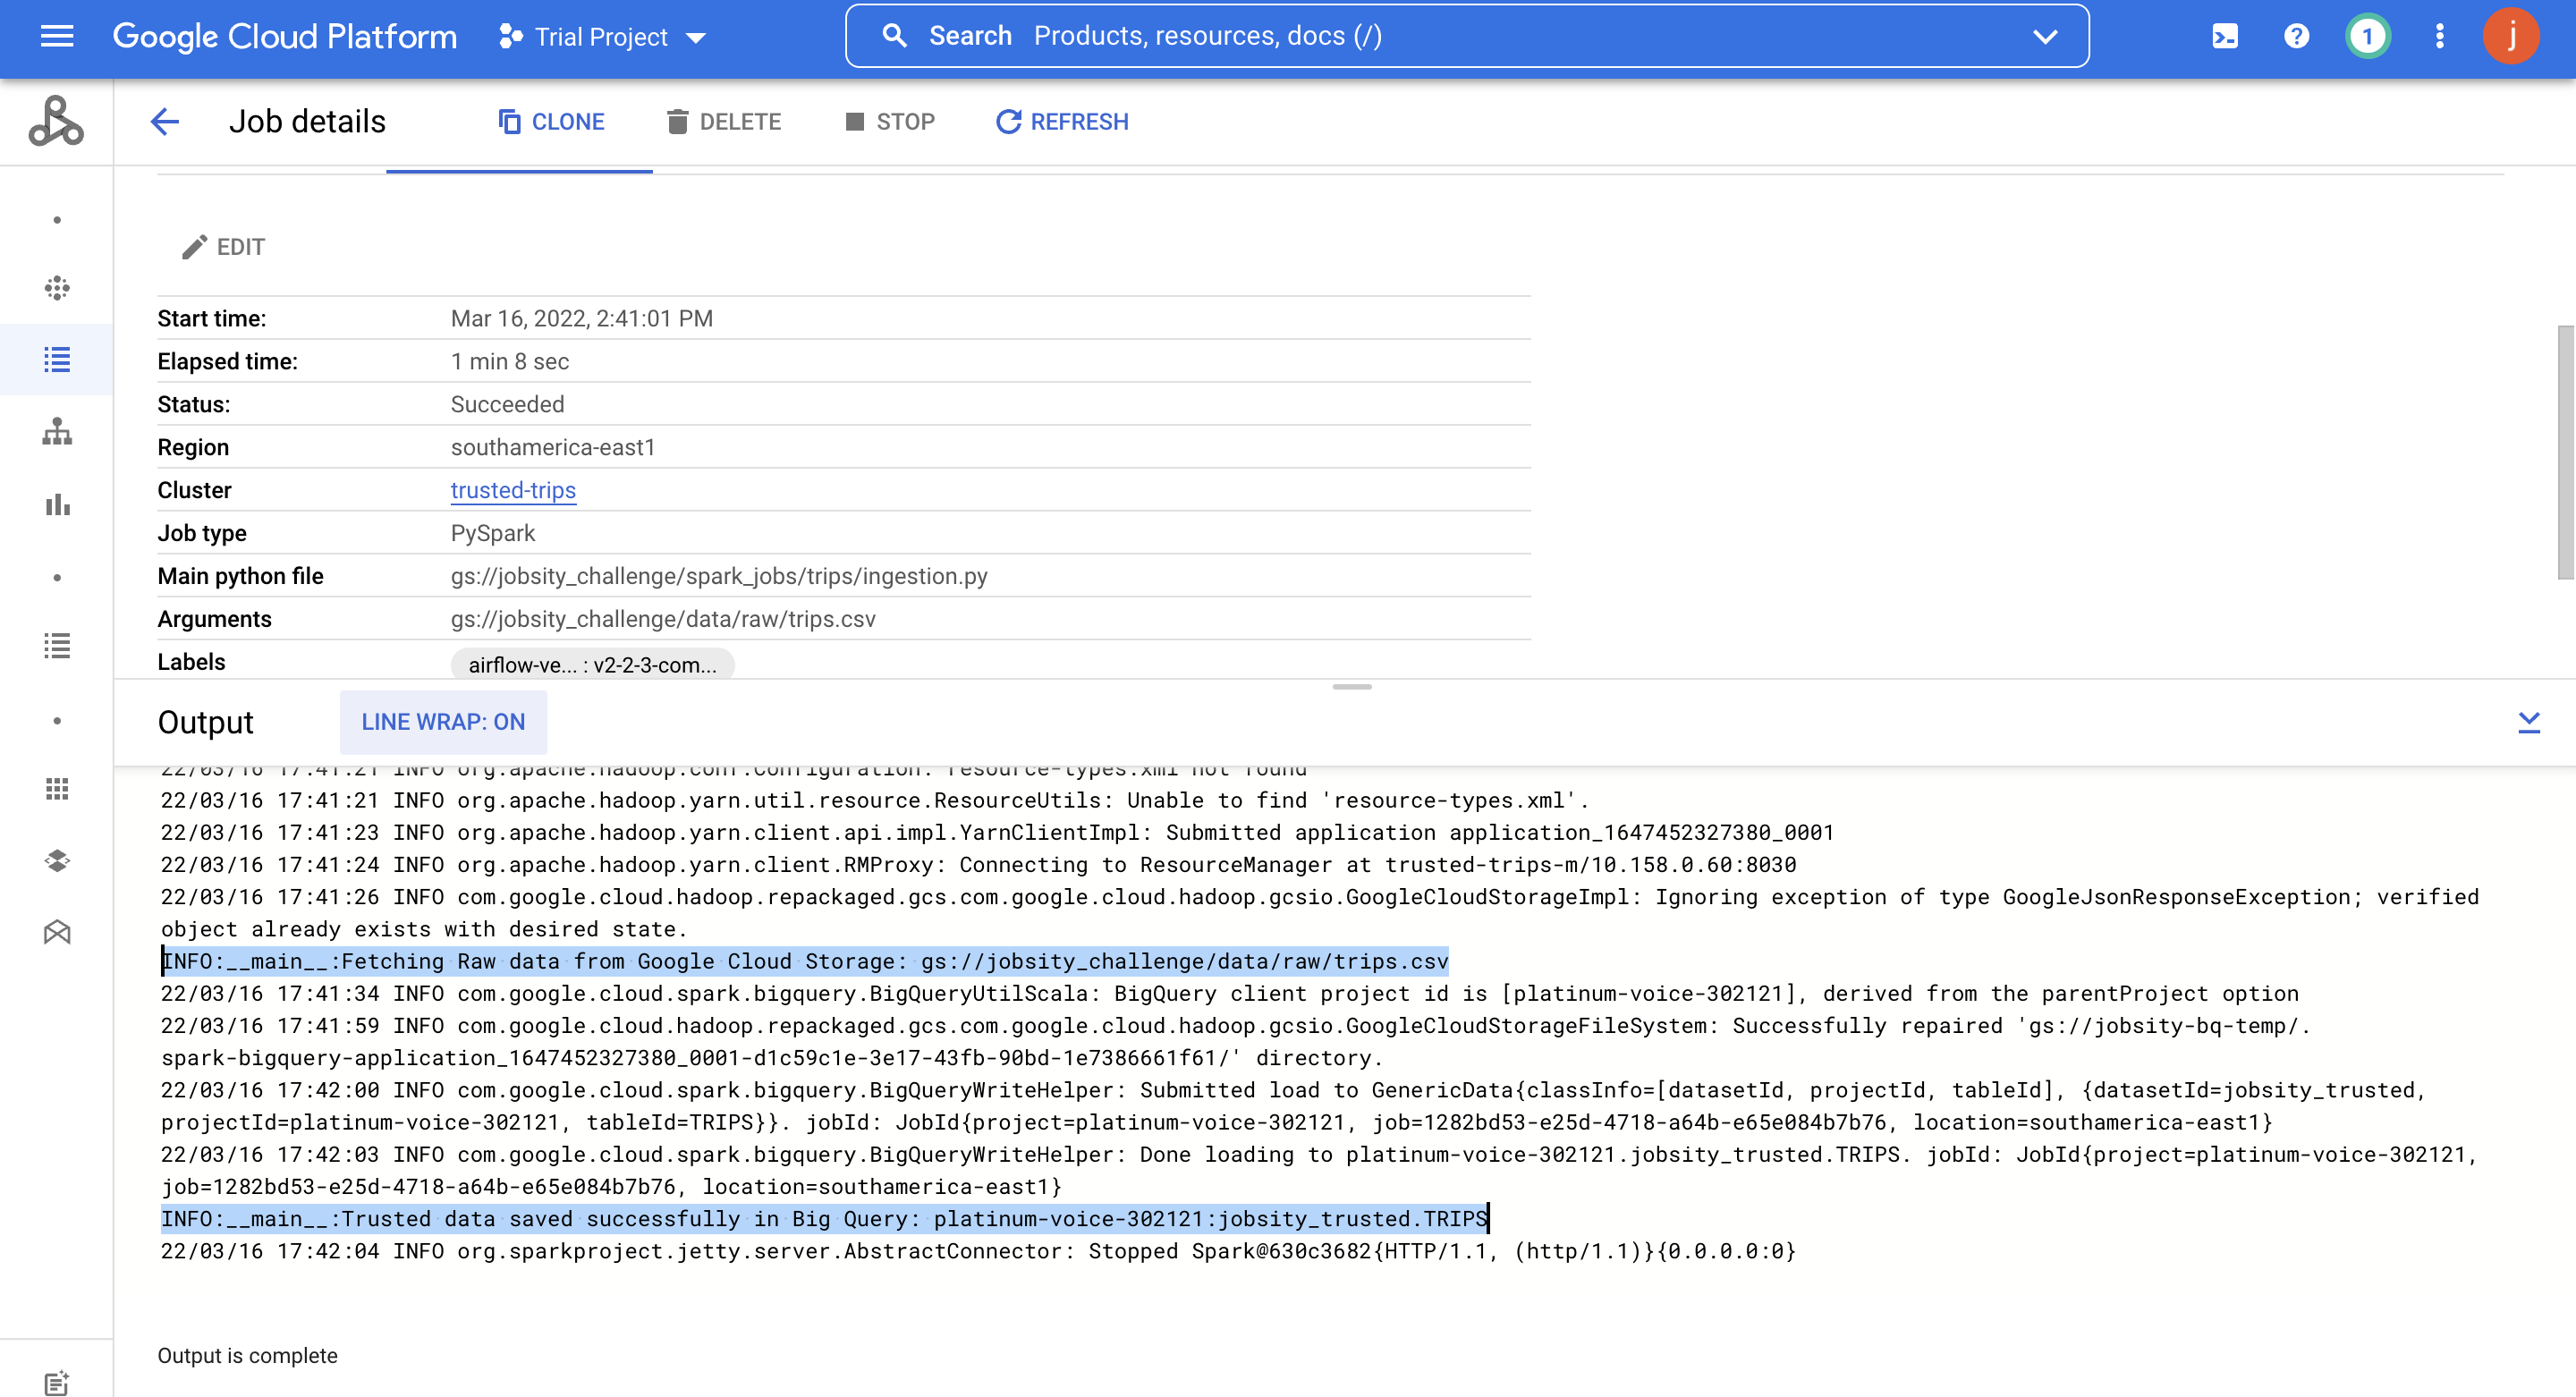 Google Cloud Platform
Trial Project
Search Products, resources, docs (/)
1
j
Job details
CLONE
DELETE
STOP
REFRESH
EDIT
Start time: Mar 16, 2022, 2:41:01 PM
Elapsed time: 1 min 8 sec
Status: Succeeded
Region southamerica-east1
Cluster trusted-trips
Job type PySpark
Main python file gs://jobsity_challenge/spark_jobs/trips/ingestion.py
Arguments gs://jobsity_challenge/data/raw/trips.csv
Labels airflow-ve... : v2-2-3-com...
Output
LINE WRAP: ON
22/03/16 17:41:21 INFO org.apache.hadoop.conf.Configuration: resource-types.xml not found
22/03/16 17:41:21 INFO org.apache.hadoop.yarn.util.resource.ResourceUtils: Unable to find 'resource-types.xml'.
22/03/16 17:41:23 INFO org.apache.hadoop.yarn.client.api.impl.YarnClientImpl: Submitted application application_1647452327380_0001
22/03/16 17:41:24 INFO org.apache.hadoop.yarn.client.RMProxy: Connecting to ResourceManager at trusted-trips-m/10.158.0.60:8030
22/03/16 17:41:26 INFO com.google.cloud.hadoop.repackaged.gcs.com.google.cloud.hadoop.gcsio.GoogleCloudStorageImpl: Ignoring exception of type GoogleJsonResponseException; verified
object already exists with desired state.
INFO:__main__:Fetching Raw data from Google Cloud Storage: gs://jobsity_challenge/data/raw/trips.csv
22/03/16 17:41:34 INFO com.google.cloud.spark.bigquery.BigQueryUtilScala: BigQuery client project id is [platinum-voice-302121], derived from the parentProject option
22/03/16 17:41:59 INFO com.google.cloud.hadoop.repackaged.gcs.com.google.cloud.hadoop.gcsio.GoogleCloudStorageFileSystem: Successfully repaired 'gs://jobsity-bq-temp/.
spark-bigquery-application_1647452327380_0001-d1c59c1e-3e17-43fb-90bd-1e7386661f61/' directory.
22/03/16 17:42:00 INFO com.google.cloud.spark.bigquery.BigQueryWriteHelper: Submitted load to GenericData{classInfo=[datasetId, projectId, tableId], {datasetId=jobsity_trusted,
projectId=platinum-voice-302121, tableId=TRIPS}}. jobId: JobId{project=platinum-voice-302121, job=1282bd53-e25d-4718-a64b-e65e084b7b76, location=southamerica-east1}
22/03/16 17:42:03 INFO com.google.cloud.spark.bigquery.BigQueryWriteHelper: Done loading to platinum-voice-302121.jobsity_trusted.TRIPS. jobId: JobId{project=platinum-voice-302121,
job=1282bd53-e25d-4718-a64b-e65e084b7b76, location=southamerica-east1}
INFO:__main__:Trusted data saved successfully in Big Query: platinum-voice-302121:jobsity_trusted.TRIPS
22/03/16 17:42:04 INFO org.sparkproject.jetty.server.AbstractConnector: Stopped Spark@630c3682{HTTP/1.1, (http/1.1)}{0.0.0.0:0}
Output is complete